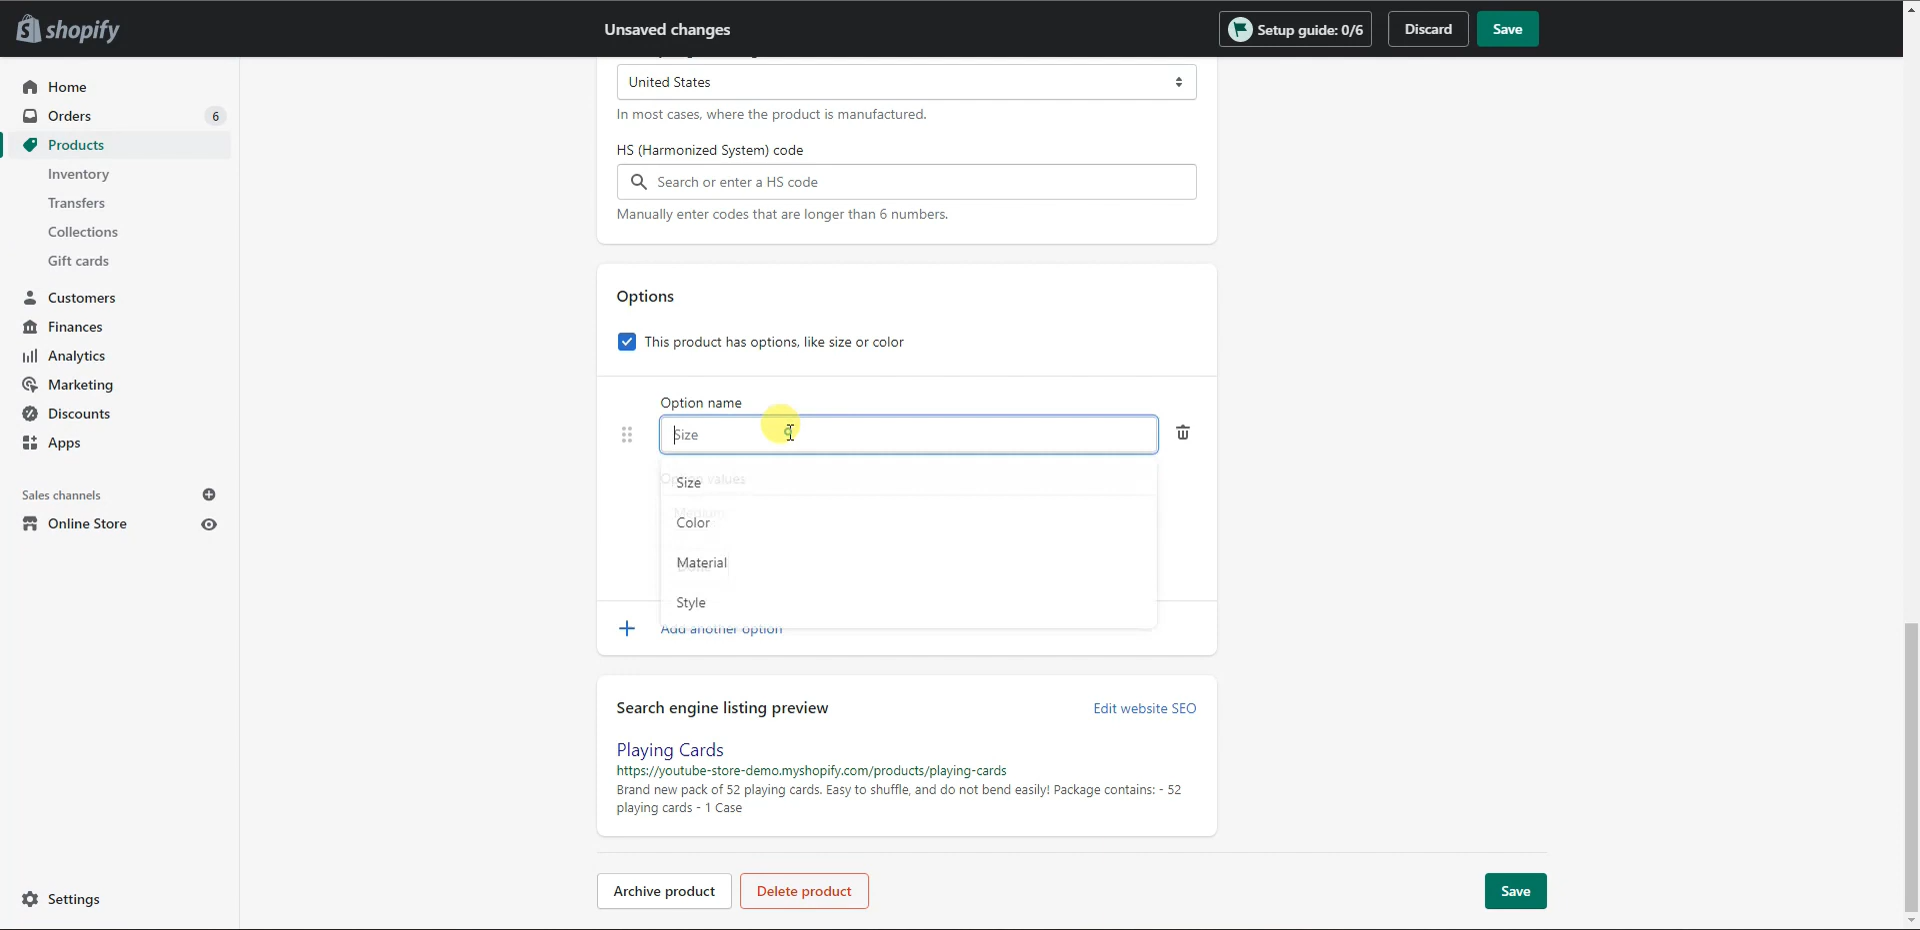 shopify
Unsaved changes
Setup guide: 0/6
Discard
Save
Home
Orders
6
Products
Inventory
Transfers
Collections
Gift cards
Customers
Finances
Analytics
Marketing
Discounts
Apps
Sales channels
Online Store
Settings
United States
In most cases, where the product is manufactured.
HS (Harmonized System) code
Search or enter a HS code
Manually enter codes that are longer than 6 numbers.
Options
This product has options, like size or color
Option name
Size
Option values
Size
Medium
Color
Material
Style
Add another option
Search engine listing preview
Edit website SEO
Playing Cards
https://youtube-store-demo.myshopify.com/products/playing-cards
Brand new pack of 52 playing cards. Easy to shuffle, and do not bend easily! Package contains: - 52
playing cards - 1 Case
Archive product
Delete product
Save